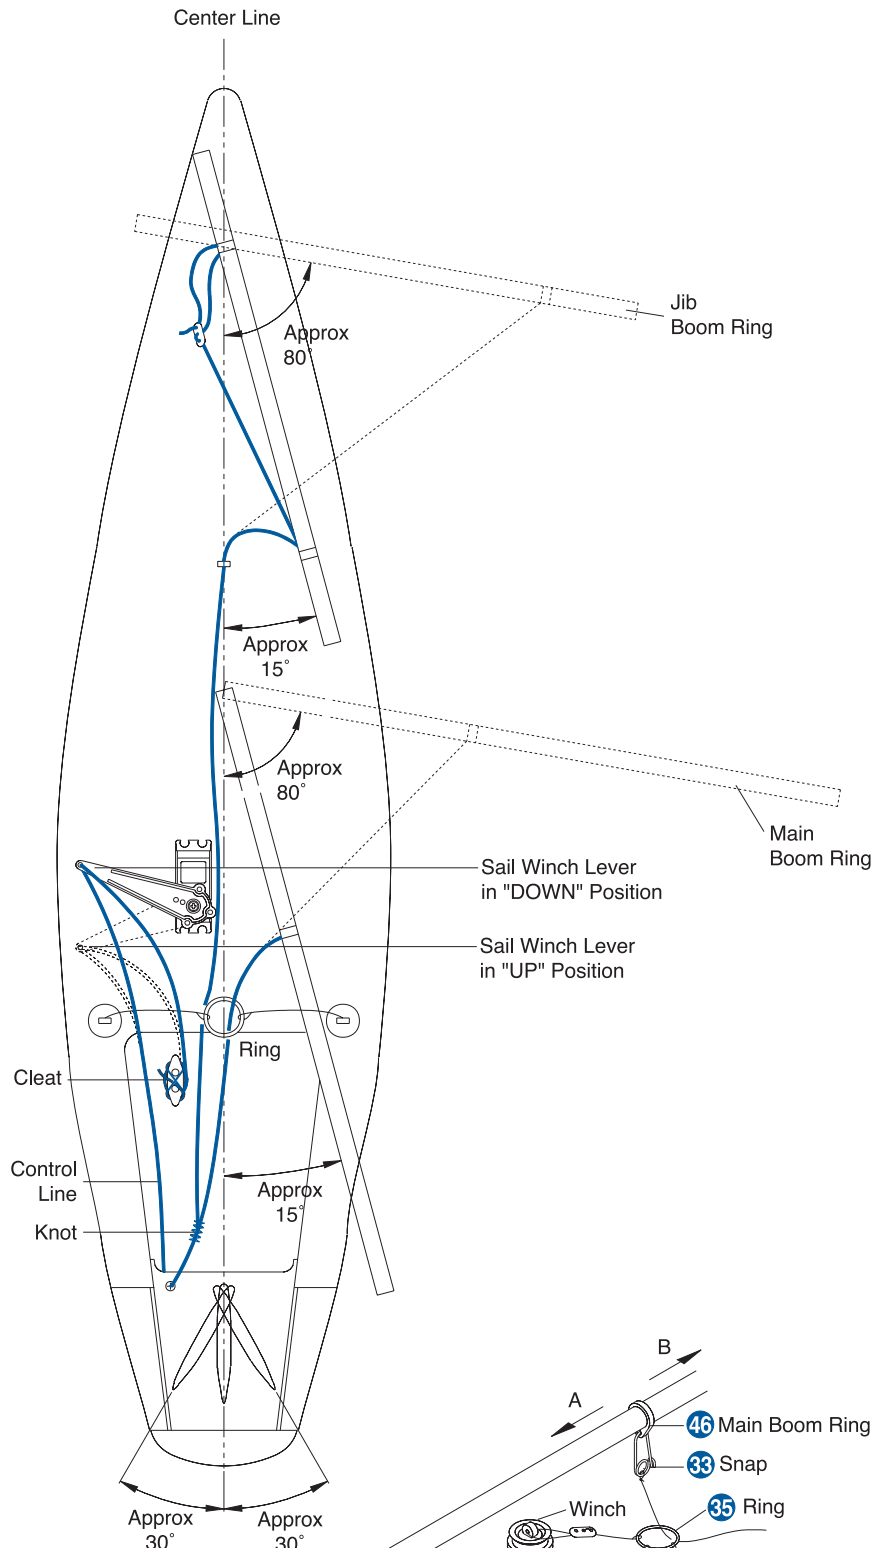 Center Line
Jib
Boom Ring
Approx
80°
Approx
15°
Approx
80°
Main
Boom Ring
Sail Winch Lever
in "DOWN" Position
Sail Winch Lever
in "UP" Position
Ring
Cleat
Control
Line
Approx
15°
Knot
B
A
46 Main Boom Ring
33 Snap
Winch
35 Ring
Approx
30°
Approx
30°